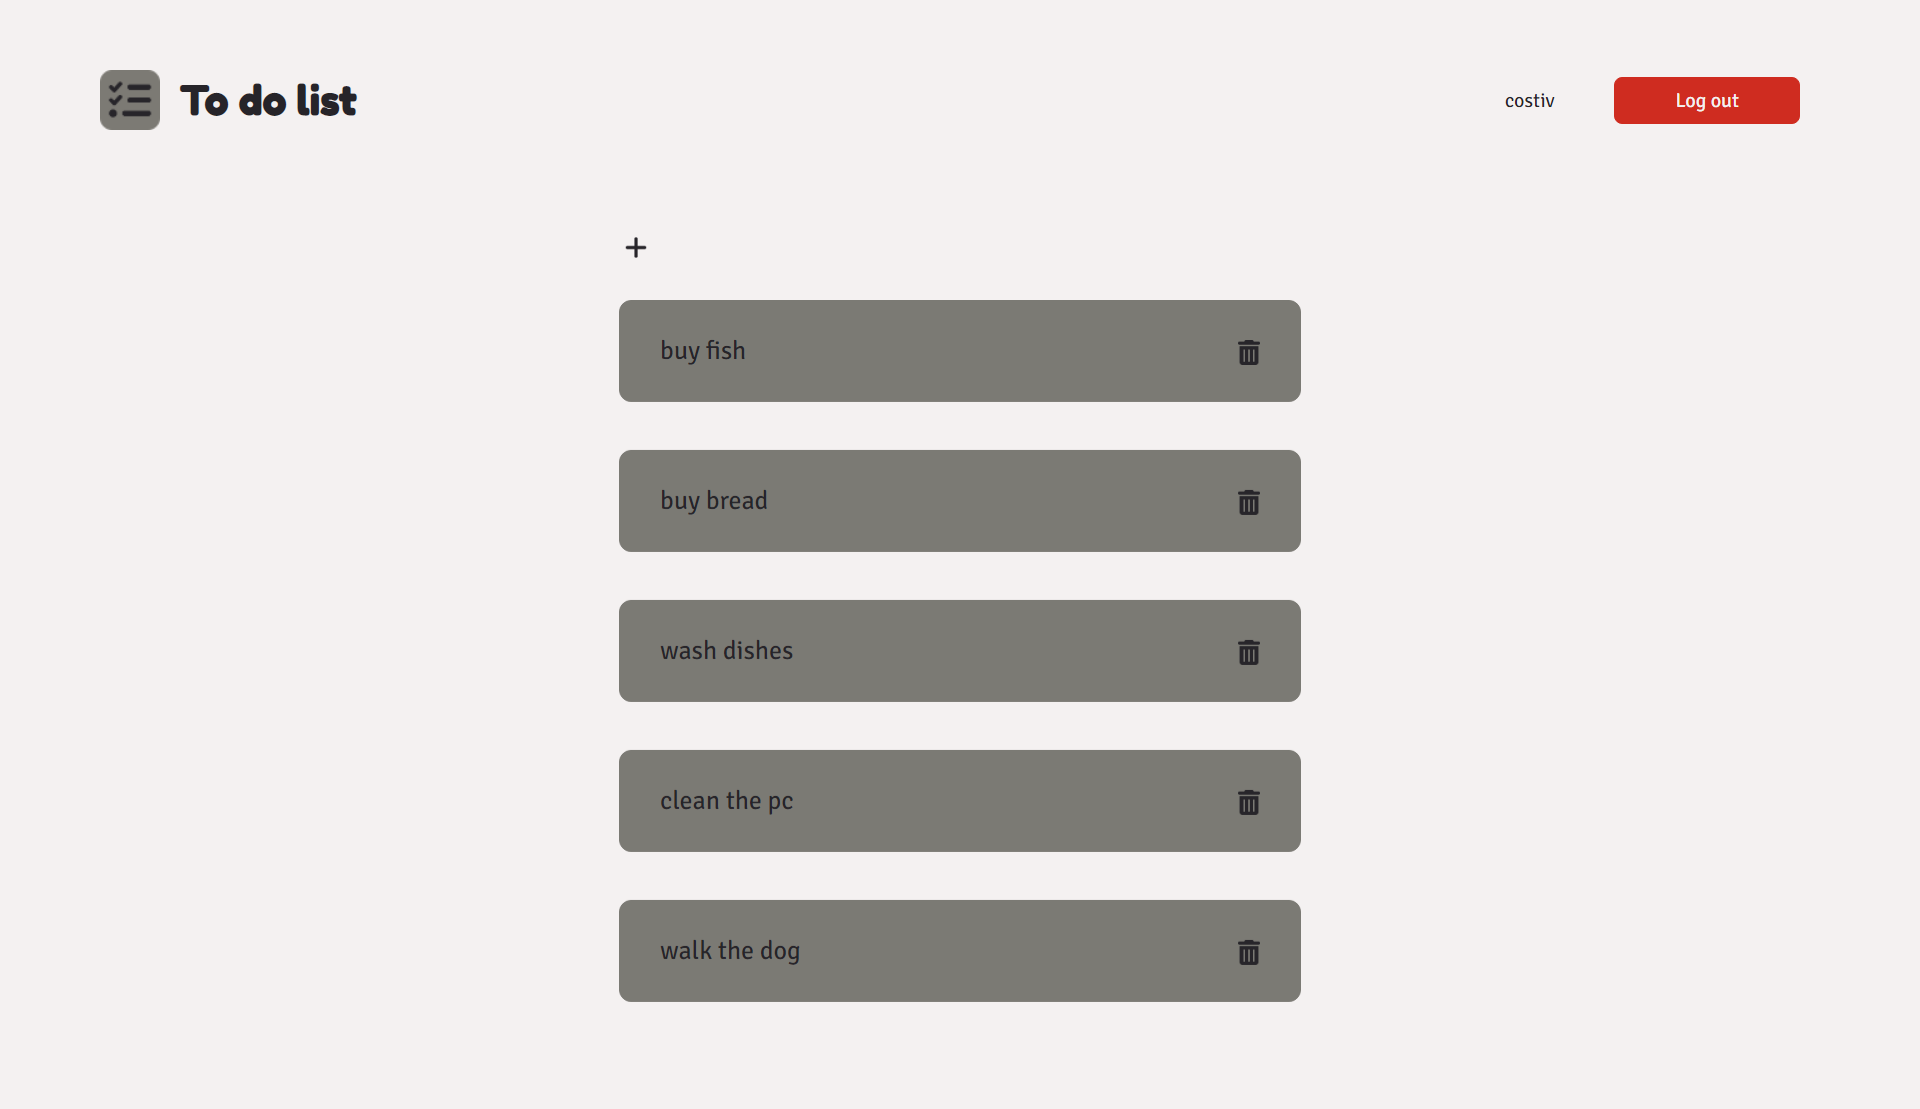 To do list
costiv
Log out
buy fish
buy bread
wash dishes
clean the pc
walk the dog